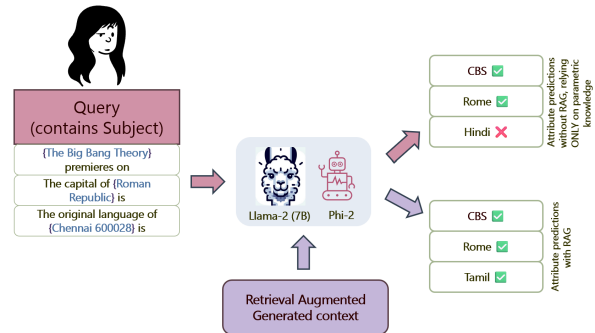 Query
(contains Subject)
{The Big Bang Theory}
premieres on
The capital of {Roman
Republic} is
The original language of
{Chennai 600028} is
Llama-2 (7B)
Phi-2
Retrieval Augmented
Generated context
CBS ✅
Rome ✅
Hindi ❌
Attribute predictions
without RAG, relying
ONLY on parametric
knowledge
CBS ✅
Rome ✅
Tamil ✅
Attribute predictions
with RAG